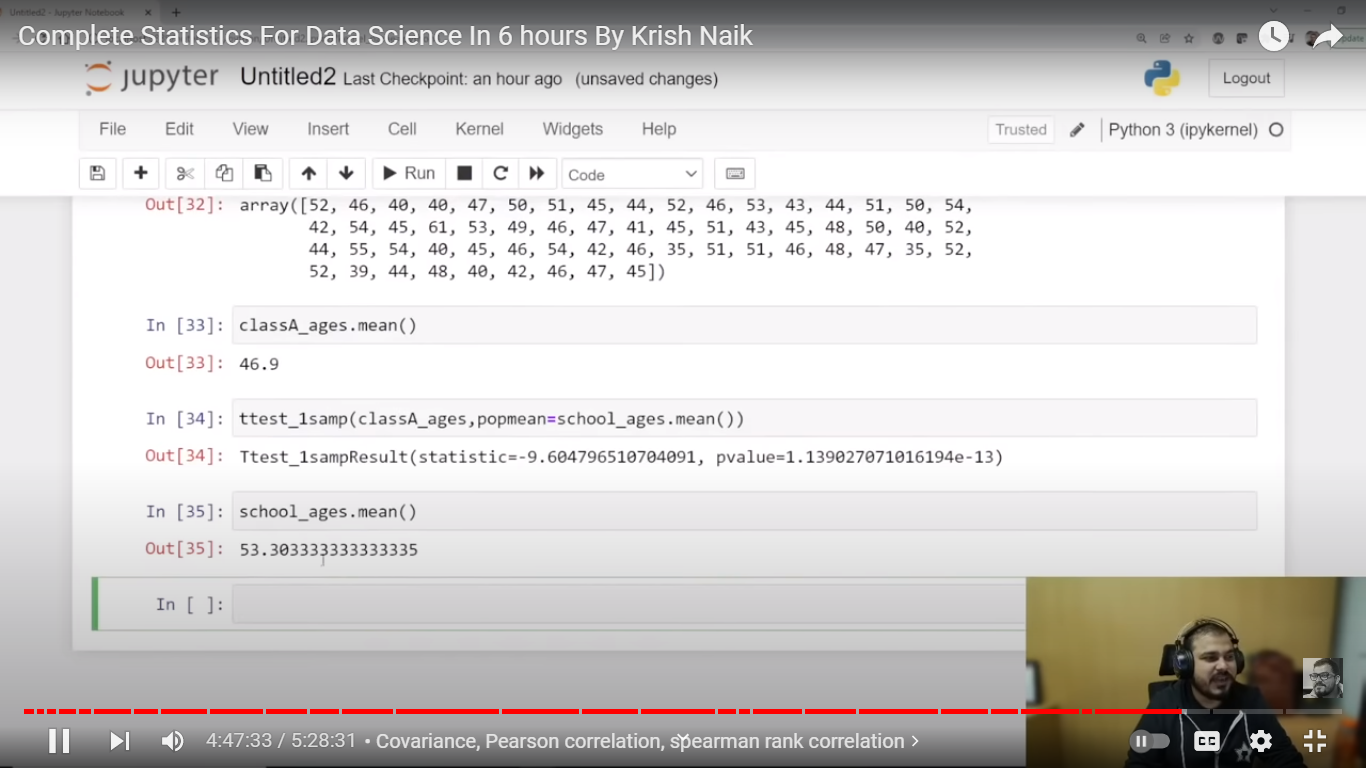 Untitled2 - Jupyter Notebook
Complete Statistics For Data Science In 6 hours By Krish Naik
jupyter Untitled2 Last Checkpoint: an hour ago (unsaved changes)
Logout
File Edit View Insert Cell Kernel Widgets Help
Trusted Python 3 (ipykernel)
Run Code
Out[32]: array([52, 46, 40, 40, 47, 50, 51, 45, 44, 52, 46, 53, 43, 44, 51, 50, 54,
42, 54, 45, 61, 53, 49, 46, 47, 41, 45, 51, 43, 45, 48, 50, 40, 52,
44, 55, 54, 40, 45, 46, 54, 42, 46, 35, 51, 51, 46, 48, 47, 35, 52,
52, 39, 44, 48, 40, 42, 46, 47, 45])
In [33]: classA_ages.mean()
Out[33]: 46.9
In [34]: ttest_1samp(classA_ages,popmean=school_ages.mean())
Out[34]: Ttest_1sampResult(statistic=-9.604796510704091, pvalue=1.139027071016194e-13)
In [35]: school_ages.mean()
Out[35]: 53.303333333333335
In [ ]:
4:47:33 / 5:28:31 • Covariance, Pearson correlation, spearman rank correlation
CC